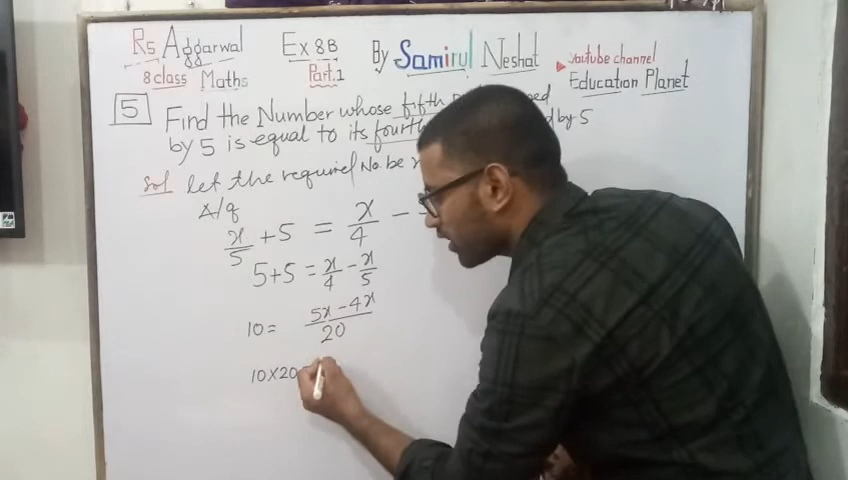 Rs Aggarwal Ex 8B By Samirul Neshat Youtube channel
8 class Maths Part.1 Education Planet
5 Find the Number whose fifth
by 5 is equal to its fourth by 5
Sol let the required No. be
A/q
x/5 + 5 = x/4 -
5+5 = x/4 - x/5
10 = 5x - 4x / 20
10×20